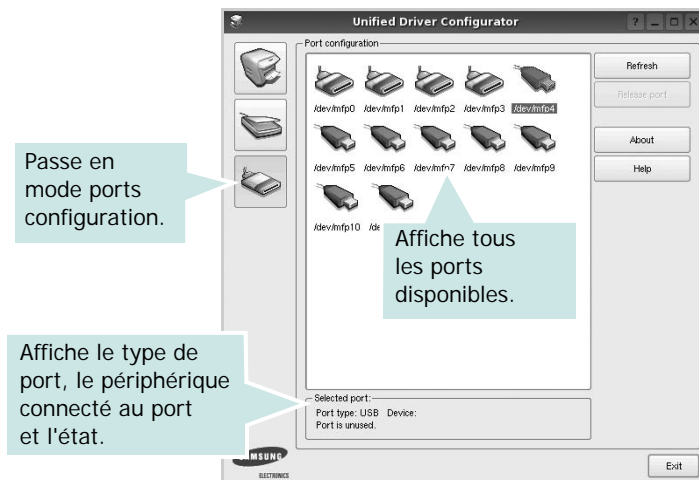 Unified Driver Configurator
Port configuration
/dev/mfp0 /dev/mfp1 /dev/mfp2 /dev/mfp3 /dev/mfp4
/dev/mfp5 /dev/mfp6 /dev/mfp7 /dev/mfp8 /dev/mfp9
/dev/mfp10
Refresh
Release port
About
Help
Passe en
mode ports
configuration.
Affiche tous
les ports
disponibles.
Affiche le type de
port, le périphérique
connecté au port
et l'état.
Selected port:
Port type: USB Device:
Port is unused.
ELECTRONICS
Exit